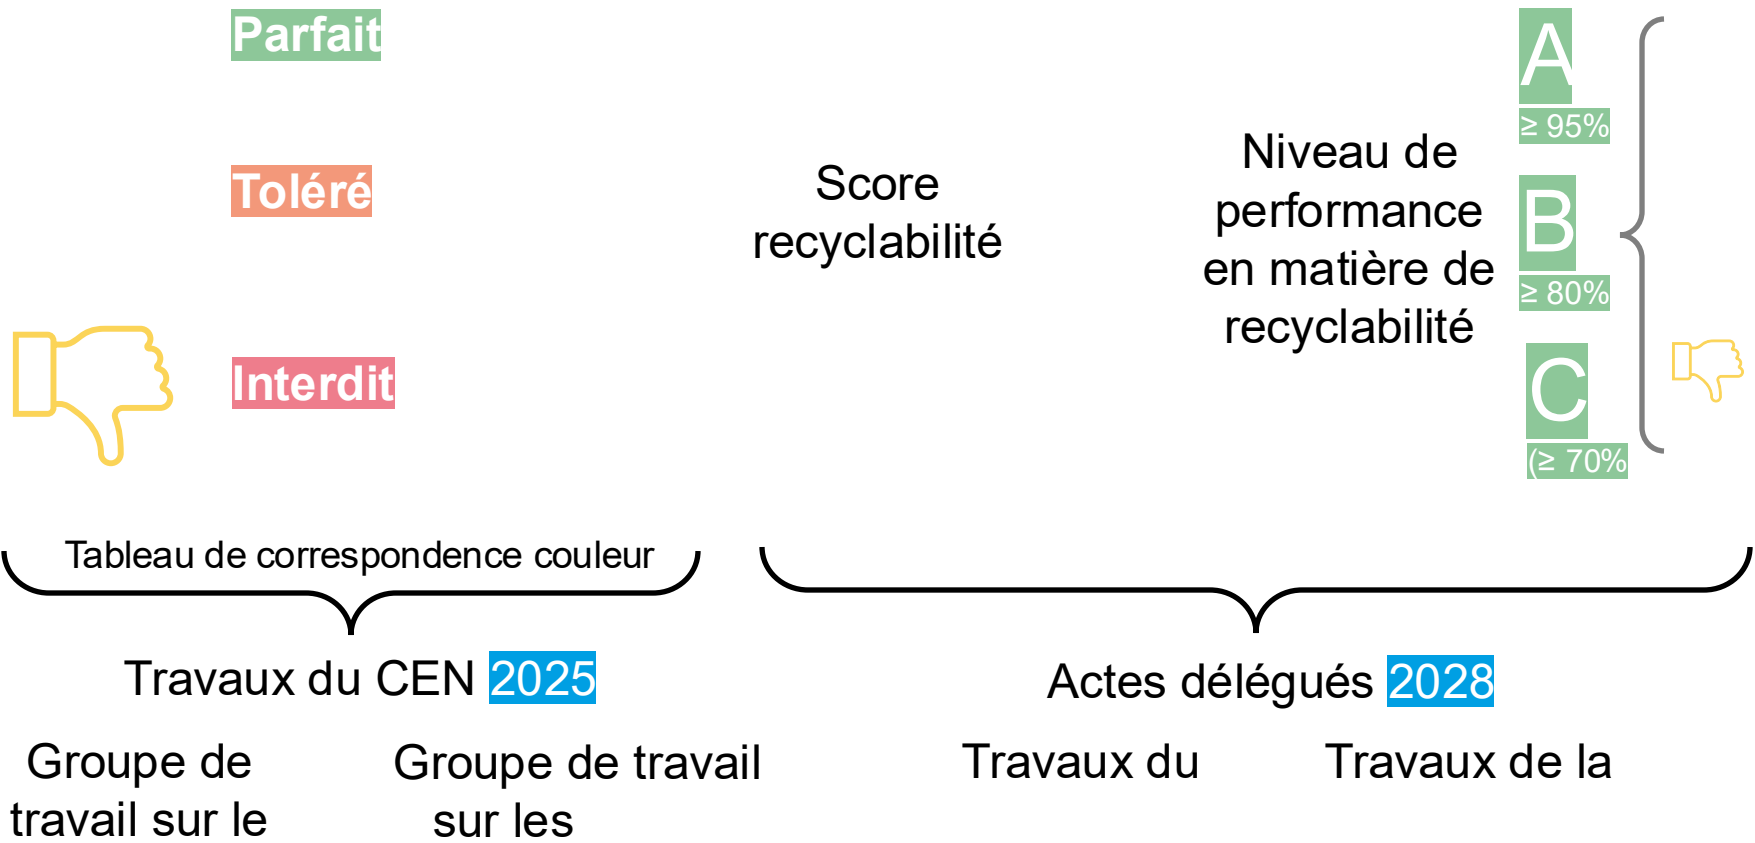 Parfait
Toléré
Interdit
Tableau de correspondence couleur
Score
recyclabilité
Niveau de
performance
en matière de
recyclabilité
A
≥ 95%
B
≥ 80%
C
(≥ 70%
Travaux du CEN 2025
Groupe de
travail sur le
Groupe de travail
sur les
Actes délégués 2028
Travaux du
Travaux de la